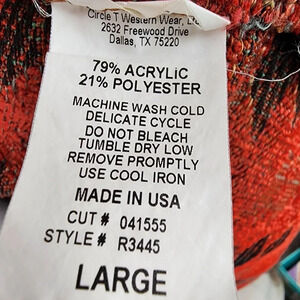 Circle T Western Wear,
2632 Freewood Drive
Dallas, TX 75220
79% ACRYLIC
21% POLYESTER
MACHINE WASH COLD
DELICATE CYCLE
DO NOT BLEACH
TUMBLE DRY LOW
REMOVE PROMPTLY
USE COOL IRON
MADE IN USA
CUT # 041555
STYLE # R3445
LARGE